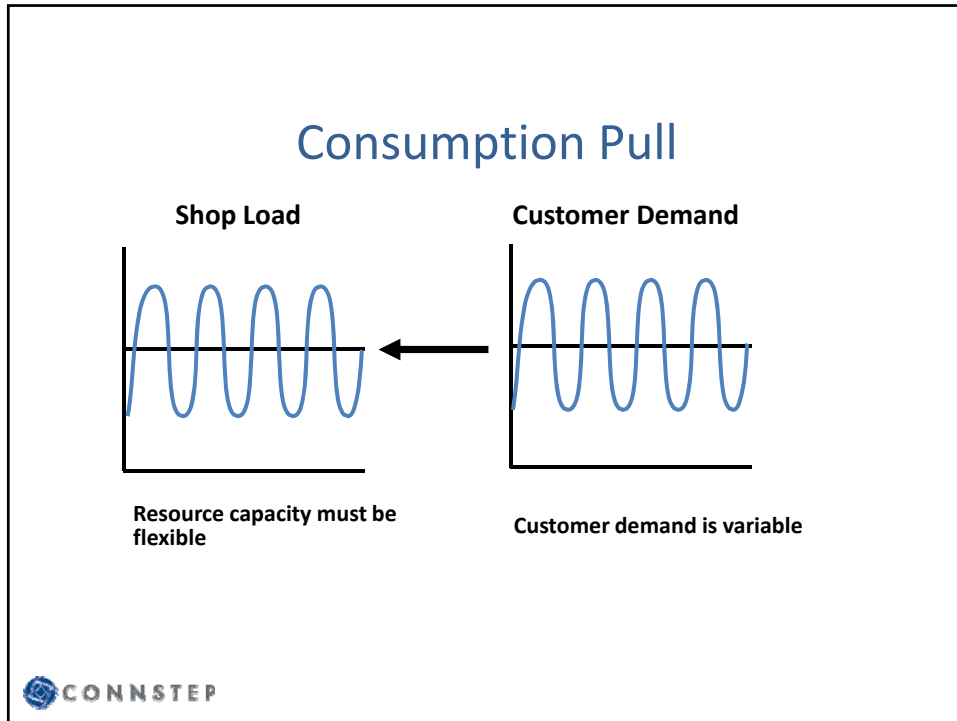 Consumption Pull
Shop Load
Customer Demand
Resource capacity must be
flexible
Customer demand is variable
CONNSTEP